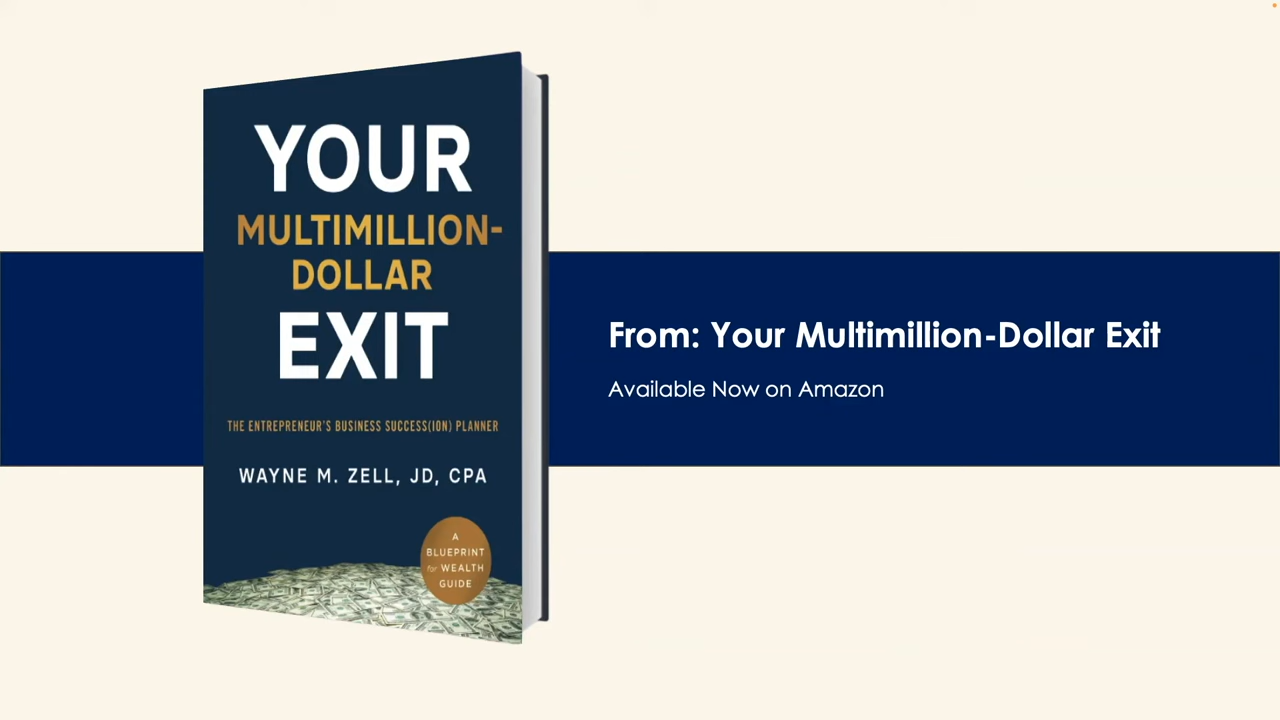 YOUR
MULTIMILLION-
DOLLAR
EXIT
THE ENTREPRENEUR'S BUSINESS SUCCESS(ION) PLANNER
WAYNE M. ZELL, JD, CPA
A
BLUEPRINT
for WEALTH
GUIDE
From: Your Multimillion-Dollar Exit
Available Now on Amazon